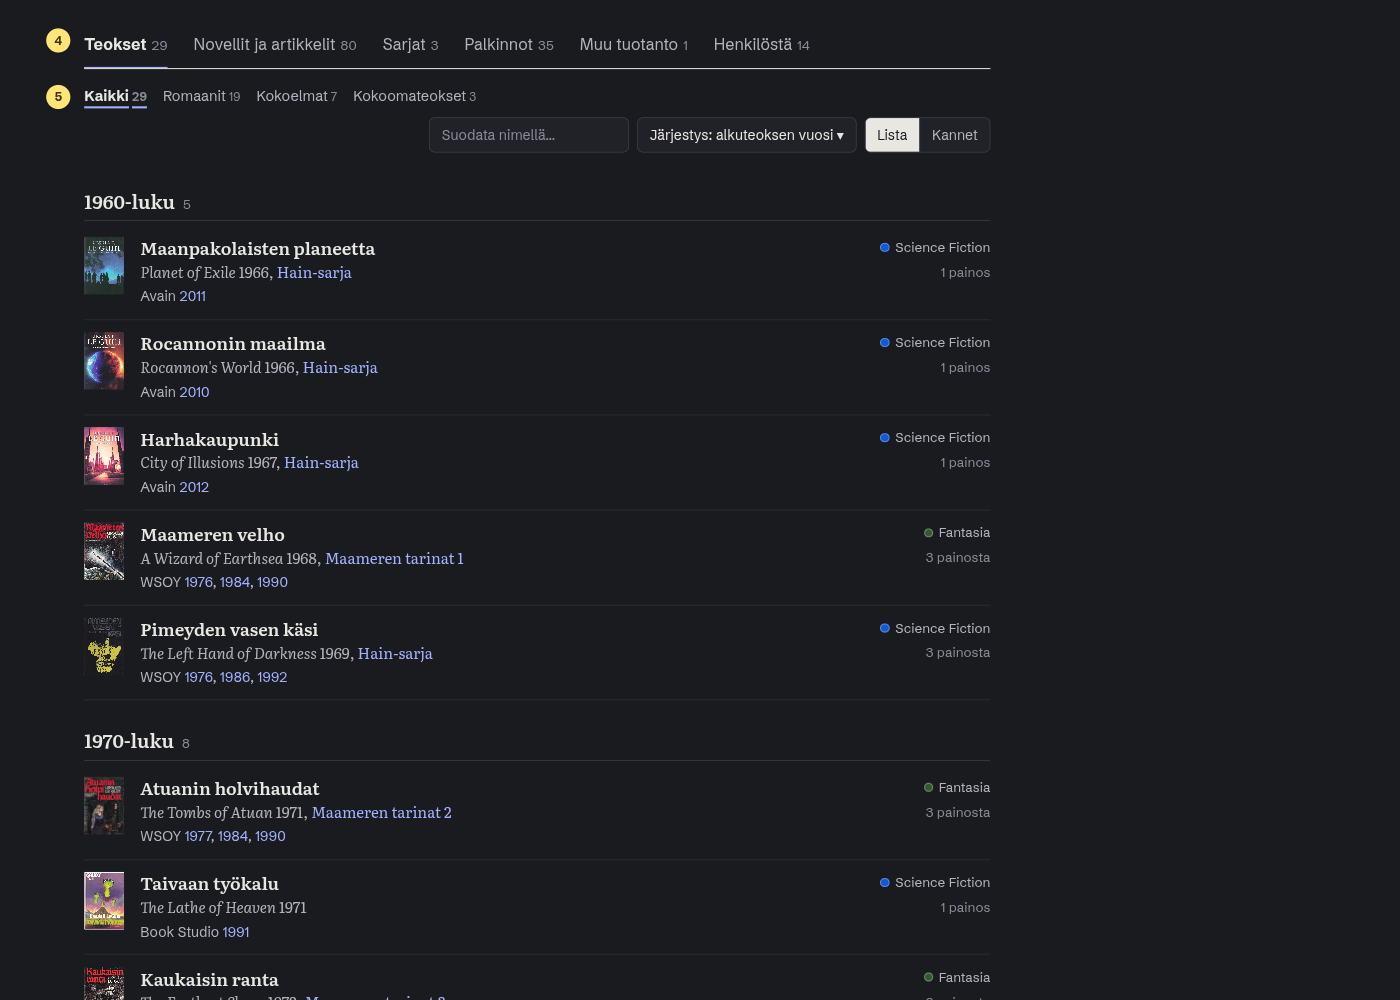 4 Teokset 29 Novellit ja artikkelit 80 Sarjat 3 Palkinnot 35 Muu tuotanto 1 Henkilöstä 14
5 Kaikki 29 Romaanit 19 Kokoelmat 7 Kokoomateokset 3
Suodata nimellä... Järjestys: alkuteoksen vuosi ▾ Lista Kannet
1960-luku 5
Maanpakolaisten planeetta Science Fiction
Planet of Exile 1966, Hain-sarja 1 painos
Avain 2011
Rocannonin maailma Science Fiction
Rocannon's World 1966, Hain-sarja 1 painos
Avain 2010
Harhakaupunki Science Fiction
City of Illusions 1967, Hain-sarja 1 painos
Avain 2012
Maameren velho Fantasia
A Wizard of Earthsea 1968, Maameren tarinat 1 3 painosta
WSOY 1976, 1984, 1990
Pimeyden vasen käsi Science Fiction
The Left Hand of Darkness 1969, Hain-sarja 3 painosta
WSOY 1976, 1986, 1992
1970-luku 8
Atuanin holvihaudat Fantasia
The Tombs of Atuan 1971, Maameren tarinat 2 3 painosta
WSOY 1977, 1984, 1990
Taivaan työkalu Science Fiction
The Lathe of Heaven 1971 1 painos
Book Studio 1991
Kaukaisin ranta Fantasia